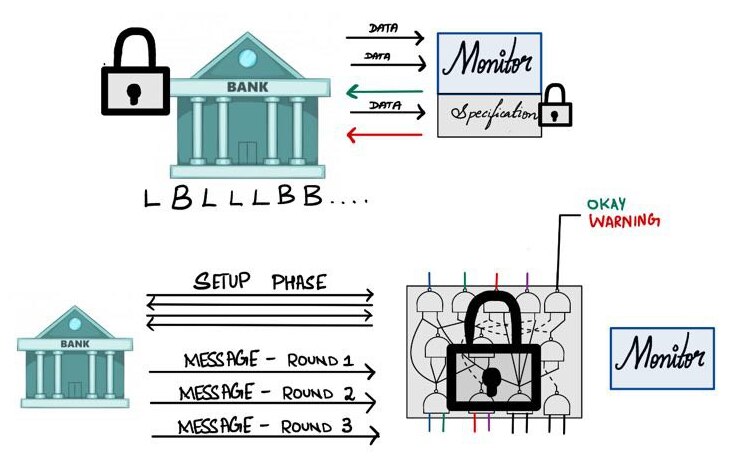 DATA
DATA
Monitor
BANK
DATA
Specification
L B L L L B B ....
OKAY
WARNING
SETUP PHASE
BANK
MESSAGE - ROUND 1
MESSAGE - ROUND 2
MESSAGE - ROUND 3
Monitor